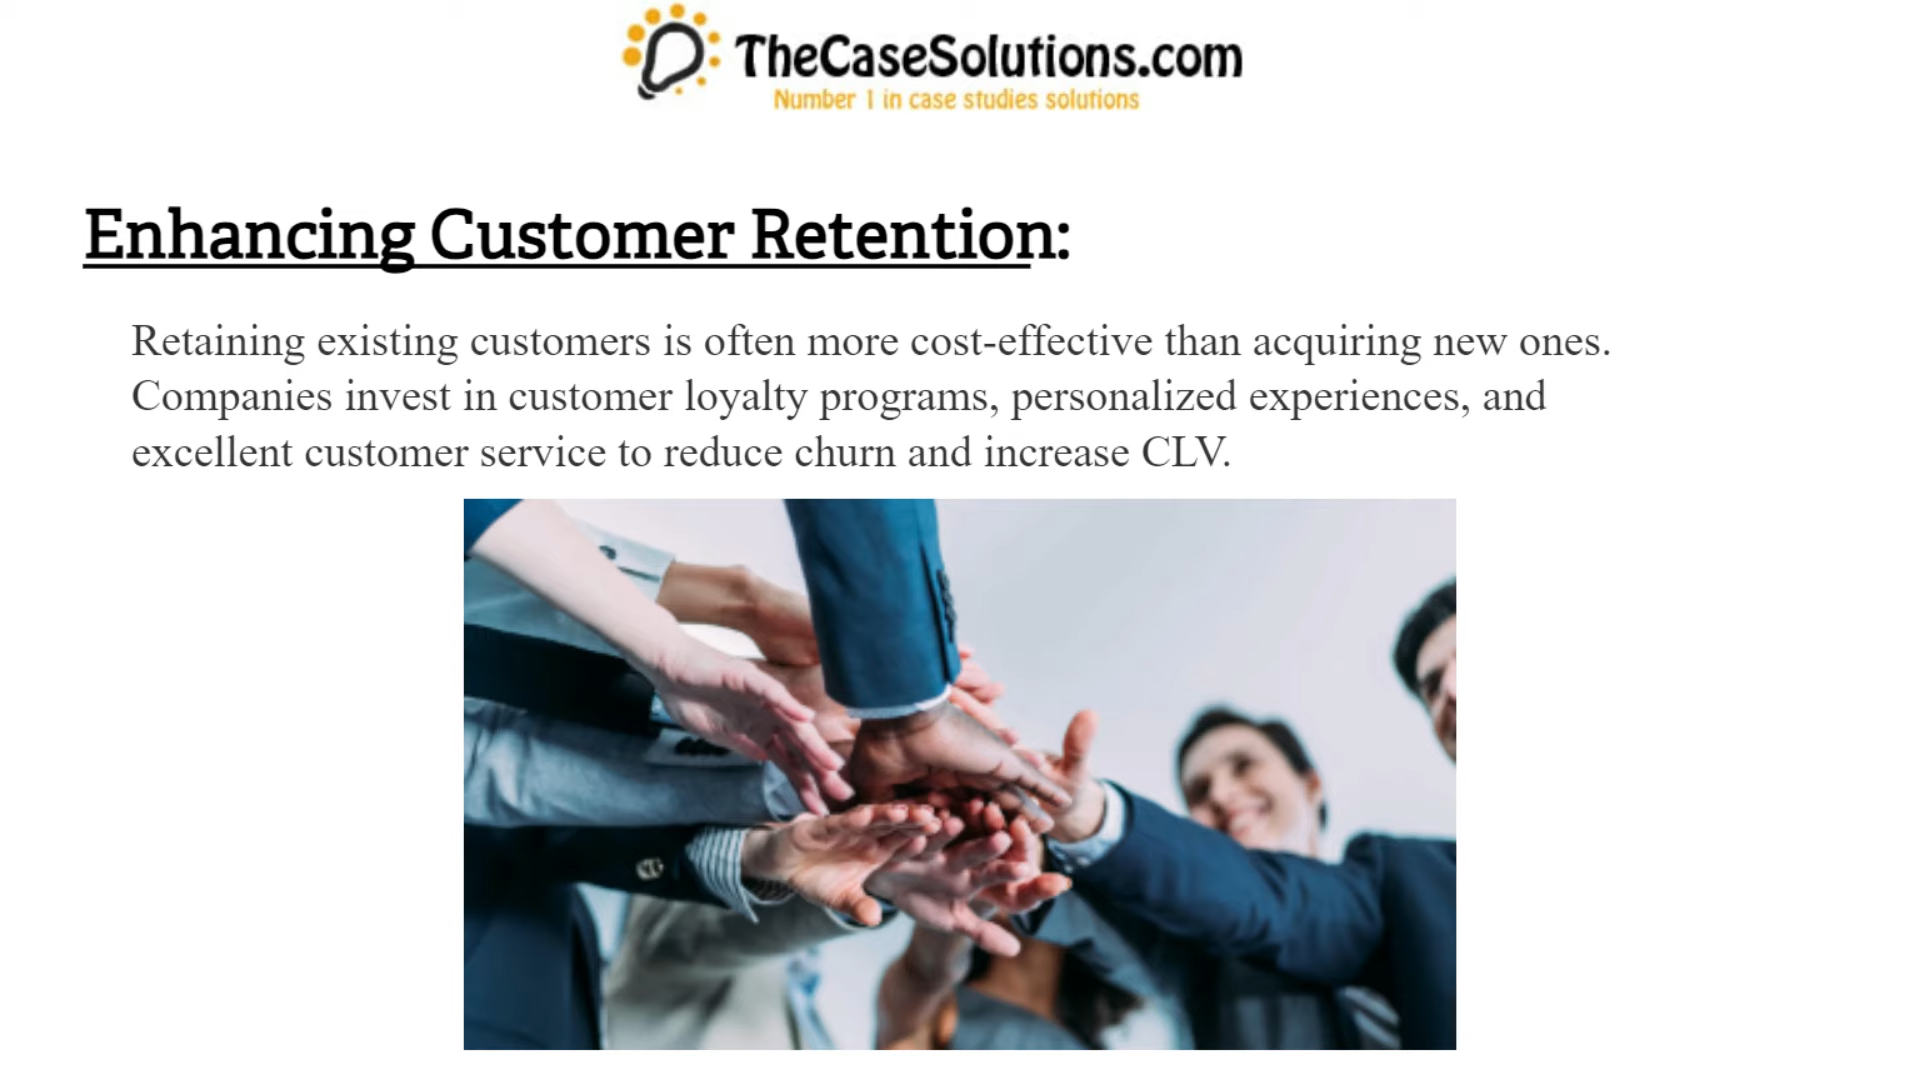 TheCaseSolutions.com
Number 1 in case studies solutions
Enhancing Customer Retention:
Retaining existing customers is often more cost-effective than acquiring new ones.
Companies invest in customer loyalty programs, personalized experiences, and
excellent customer service to reduce churn and increase CLV.